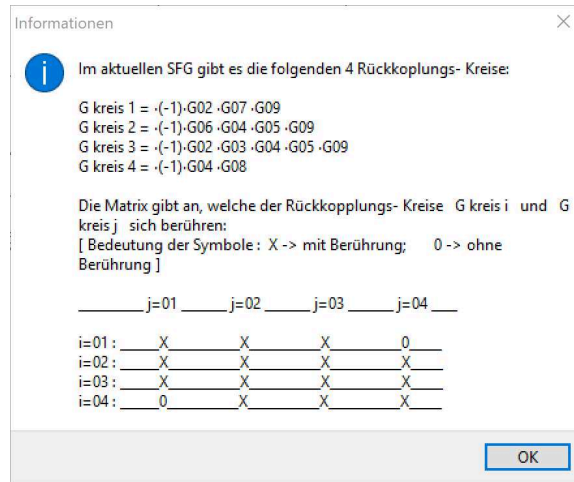 Informationen
Im aktuellen SFG gibt es die folgenden 4 Rückkoplungs- Kreise:
G kreis 1 = ·(-1)·G02 ·G07 ·G09
G kreis 2 = ·(-1)·G06 ·G04 ·G05 ·G09
G kreis 3 = ·(-1)·G02 ·G03 ·G04 ·G05 ·G09
G kreis 4 = ·(-1)·G04 ·G08
Die Matrix gibt an, welche der Rückkopplungs- Kreise G kreis i und G
kreis j sich berühren:
[ Bedeutung der Symbole : X -> mit Berührung; 0 -> ohne
Berührung ]
________ j=01 ______ j=02 ______ j=03 ______ j=04 ___
i=01 : _____X_________X_________X_________0____
i=02 : _____X_________X_________X_________X____
i=03 : _____X_________X_________X_________X____
i=04 : _____0_________X_________X_________X____
OK